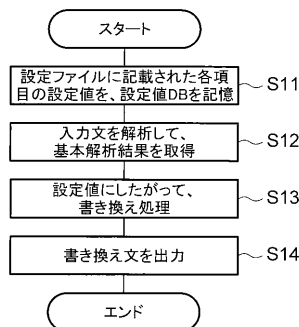 スタート
設定ファイルに記載された各項
目の設定値を、設定値DBを記憶
S11
入力文を解析して、
基本解析結果を取得
S12
設定値にしたがって、
書き換え処理
S13
書き換え文を出力
S14
エンド